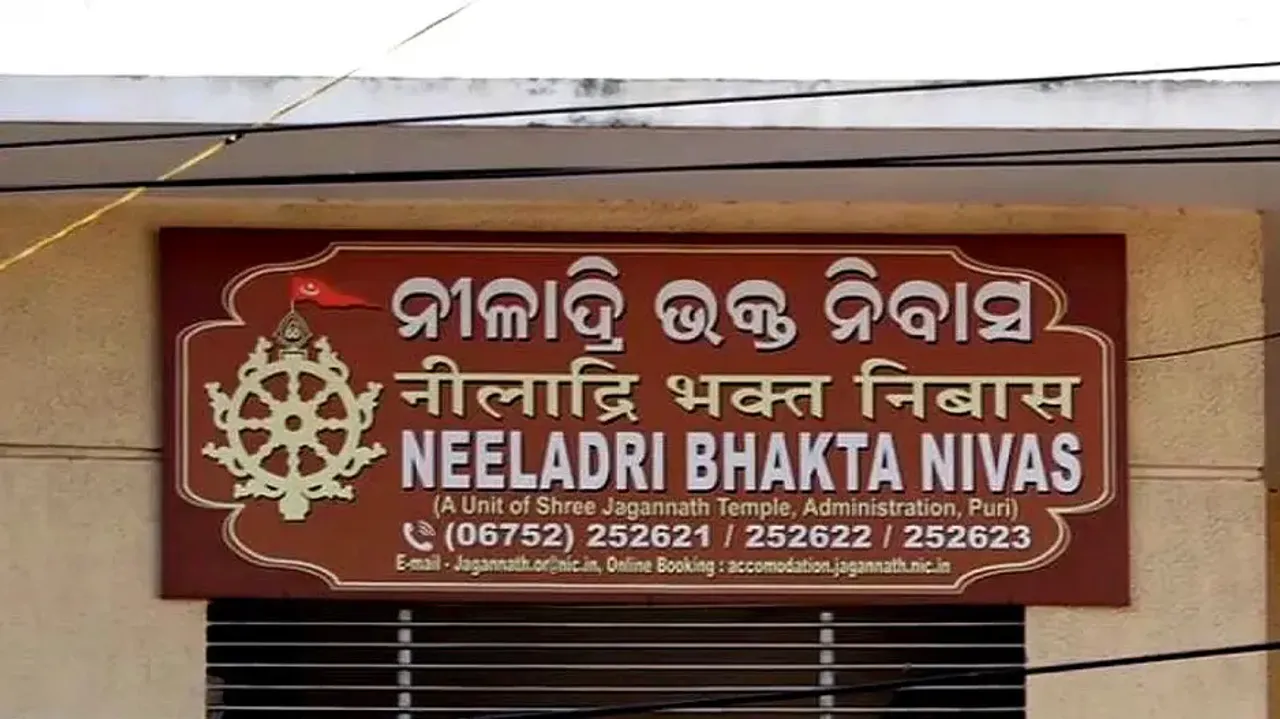 ନୀଳାଦ୍ରି ଭକ୍ତ ନିବାସ
नीलाद्रि भक्त निबास
NEELADRI BHAKTA NIVAS
(A Unit of Shree Jagannath Temple, Administration, Puri)
(06752) 252621 / 252622 / 252623
E-mail - Jagannath.or@nic.in, Online Booking : accomodation.jagannath.nic.in